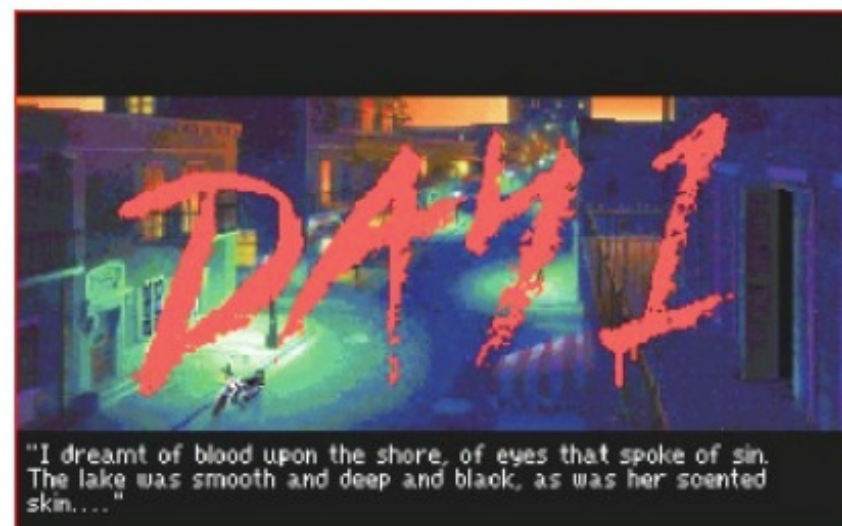 DAY 1
"I dreamt of blood upon the shore, of eyes that spoke of sin.
The lake was smooth and deep and black, as was her scented
skin...."